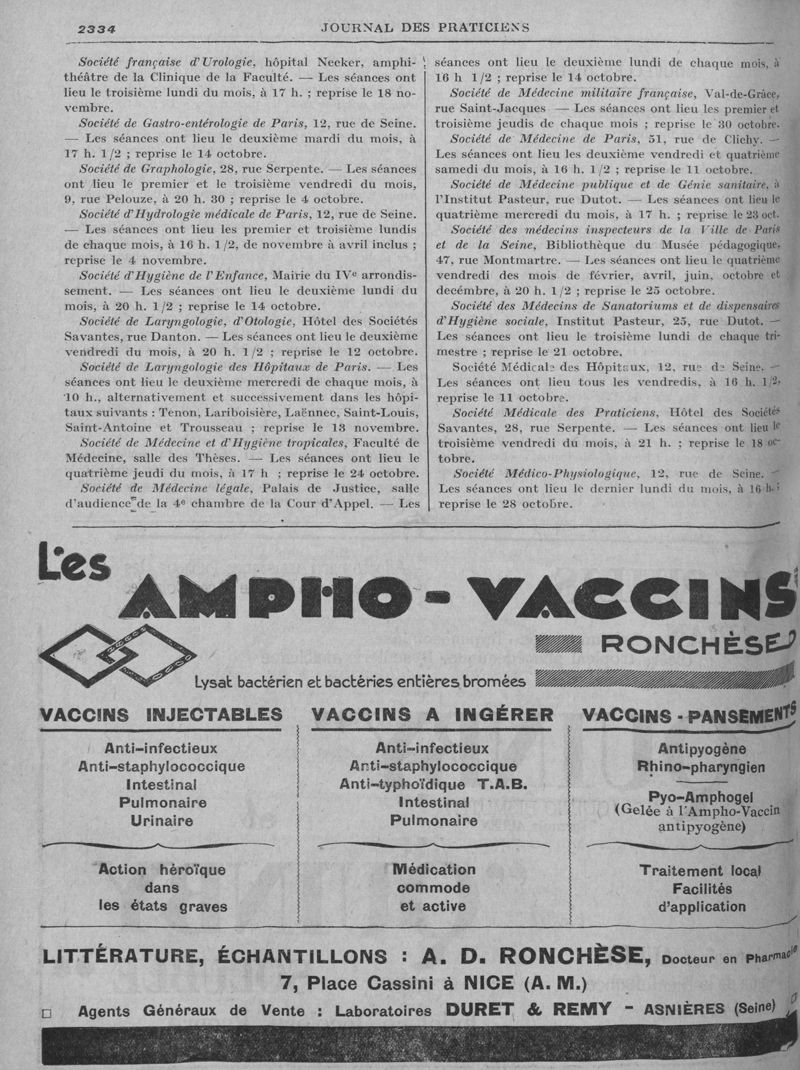 2334
JOURNAL DES PRATICIENS
Société française d'Urologie, hôpital Necker, amphi-
théâtre de la Clinique de la Faculté. — Les séances ont
lieu le troisième lundi du mois, à 17 h. ; reprise le 18 no-
vembre.
Société de Gastro-entérologie de Paris, 12, rue de Seine.
— Les séances ont lieu le deuxième mardi du mois, à
17 h. 1/2 ; reprise le 14 octobre.
Société de Graphologie, 28, rue Serpente. — Les séances
ont lieu le premier et le troisième vendredi du mois,
9, rue Pelouze, à 20 h. 30 ; reprise le 4 octobre.
Société d'Hydrologie médicale de Paris, 12, rue de Seine.
— Les séances ont lieu les premier et troisième lundis
de chaque mois, à 16 h. 1/2, de novembre à avril inclus ;
reprise le 4 novembre.
Société d'Hygiène de l'Enfance, Mairie du IVe arrondis-
sement. — Les séances ont lieu le deuxième lundi du
mois, à 20 h. 1/2 ; reprise le 14 octobre.
Société de Laryngologie, d'Otologie, Hôtel des Sociétés
Savantes, rue Danton. — Les séances ont lieu le deuxième
vendredi du mois, à 20 h. 1/2 ; reprise le 12 octobre.
Société de Laryngologie des Hôpitaux de Paris. — Les
séances ont lieu le deuxième mercredi de chaque mois, à
10 h., alternativement et successivement dans les hôpi-
taux suivants : Tenon, Lariboisière, Laënnec, Saint-Louis,
Saint-Antoine et Trousseau ; reprise le 13 novembre.
Société de Médecine et d'Hygiène tropicales, Faculté de
Médecine, salle des Thèses. — Les séances ont lieu le
quatrième jeudi du mois, à 17 h ; reprise le 24 octobre.
Société de Médecine légale, Palais de Justice, salle
d'audience de la 4e chambre de la Cour d'Appel. — Les
séances ont lieu le deuxième lundi de chaque mois, à
16 h 1/2 ; reprise le 14 octobre.
Société de Médecine militaire française, Val-de-Grâce,
rue Saint-Jacques — Les séances ont lieu les premier et
troisième jeudis de chaque mois ; reprise le 30 octobre.
Société de Médecine de Paris, 51, rue de Clichy. —
Les séances ont lieu les deuxième vendredi et quatrième
samedi du mois, à 16 h. 1/2 ; reprise le 11 octobre.
Société de Médecine publique et de Génie sanitaire, à
l'Institut Pasteur, rue Dutot. — Les séances ont lieu le
quatrième mercredi du mois, à 17 h. ; reprise le 23 oct.
Société des médecins inspecteurs de la Ville de Paris
et de la Seine, Bibliothèque du Musée pédagogique,
47, rue Montmartre. — Les séances ont lieu le quatrième
vendredi des mois de février, avril, juin, octobre et
decémbre, à 20 h. 1/2 ; reprise le 25 octobre.
Société des Médecins de Sanatoriums et de dispensaires
d'Hygiène sociale, Institut Pasteur, 25, rue Dutot. —
Les séances ont lieu le troisième lundi de chaque tri-
mestre ; reprise le 21 octobre.
Société Médicale des Hôpitaux, 12, rue de Seine. —
Les séances ont lieu tous les vendredis, à 16 h. 1/2,
reprise le 11 octobre.
Société Médicale des Praticiens, Hôtel des Sociétés
Savantes, 28, rue Serpente. — Les séances ont lieu le
troisième vendredi du mois, à 21 h. ; reprise le 18 oc-
tobre.
Société Médico-Physiologique, 12, rue de Seine. —
Les séances ont lieu le dernier lundi du mois, à 16 h. ;
reprise le 28 octobre.
Les
AMPHO-VACCINS
RONCHÈSE
Lysat bactérien et bactéries entières bromées
VACCINS INJECTABLES
Anti-infectieux
Anti-staphylococcique
Intestinal
Pulmonaire
Urinaire
Action héroïque
dans
les états graves
VACCINS A INGÉRER
Anti-infectieux
Anti-staphylococcique
Anti-typhoïdique T.A.B.
Intestinal
Pulmonaire
Médication
commode
et active
VACCINS-PANSEMENTS
Antipyogène
Rhino-pharyngien
Pyo-Amphogel
(Gelée à l'Ampho-Vaccin
antipyogène)
Traitement local
Facilités
d'application
LITTÉRATURE, ÉCHANTILLONS : A. D. RONCHÈSE, Docteur en Pharmacie
7, Place Cassini à NICE (A. M.)
Agents Généraux de Vente : Laboratoires DURET & REMY - ASNIÈRES (Seine)